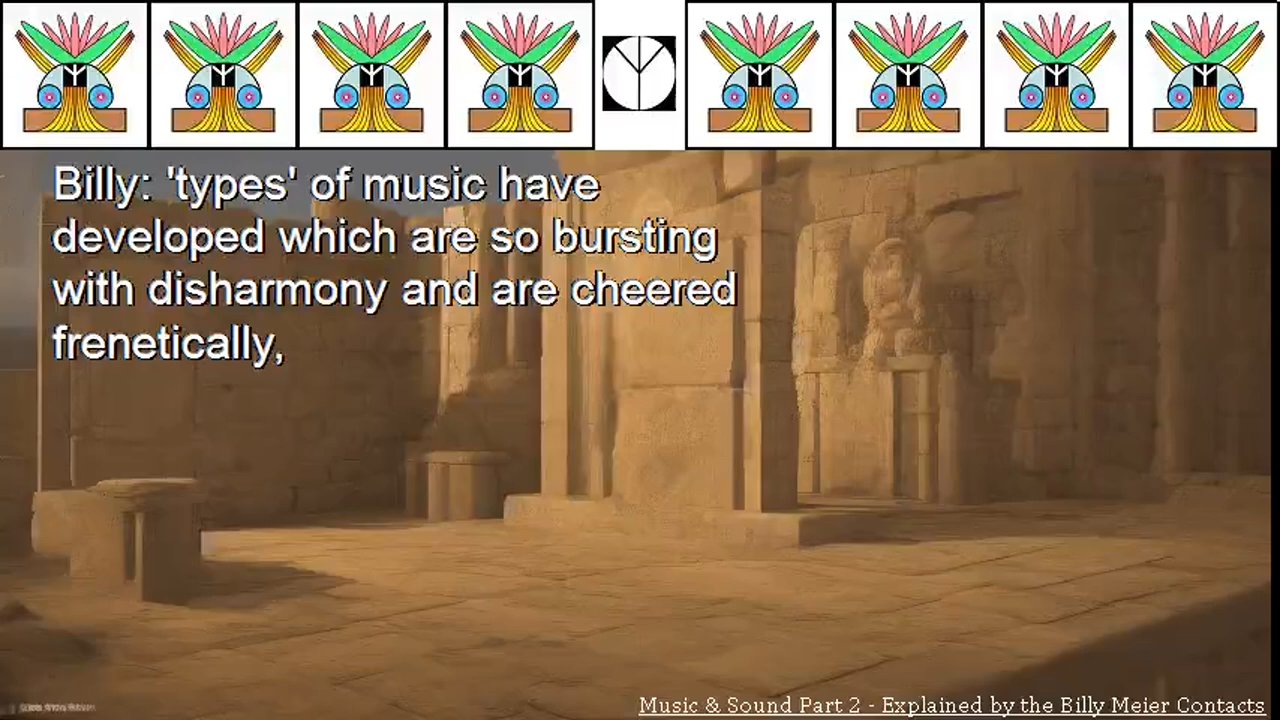 Billy: 'types' of music have
developed which are so bursting
with disharmony and are cheered
frenetically,
Music & Sound Part 2 - Explained by the Billy Meier Contacts